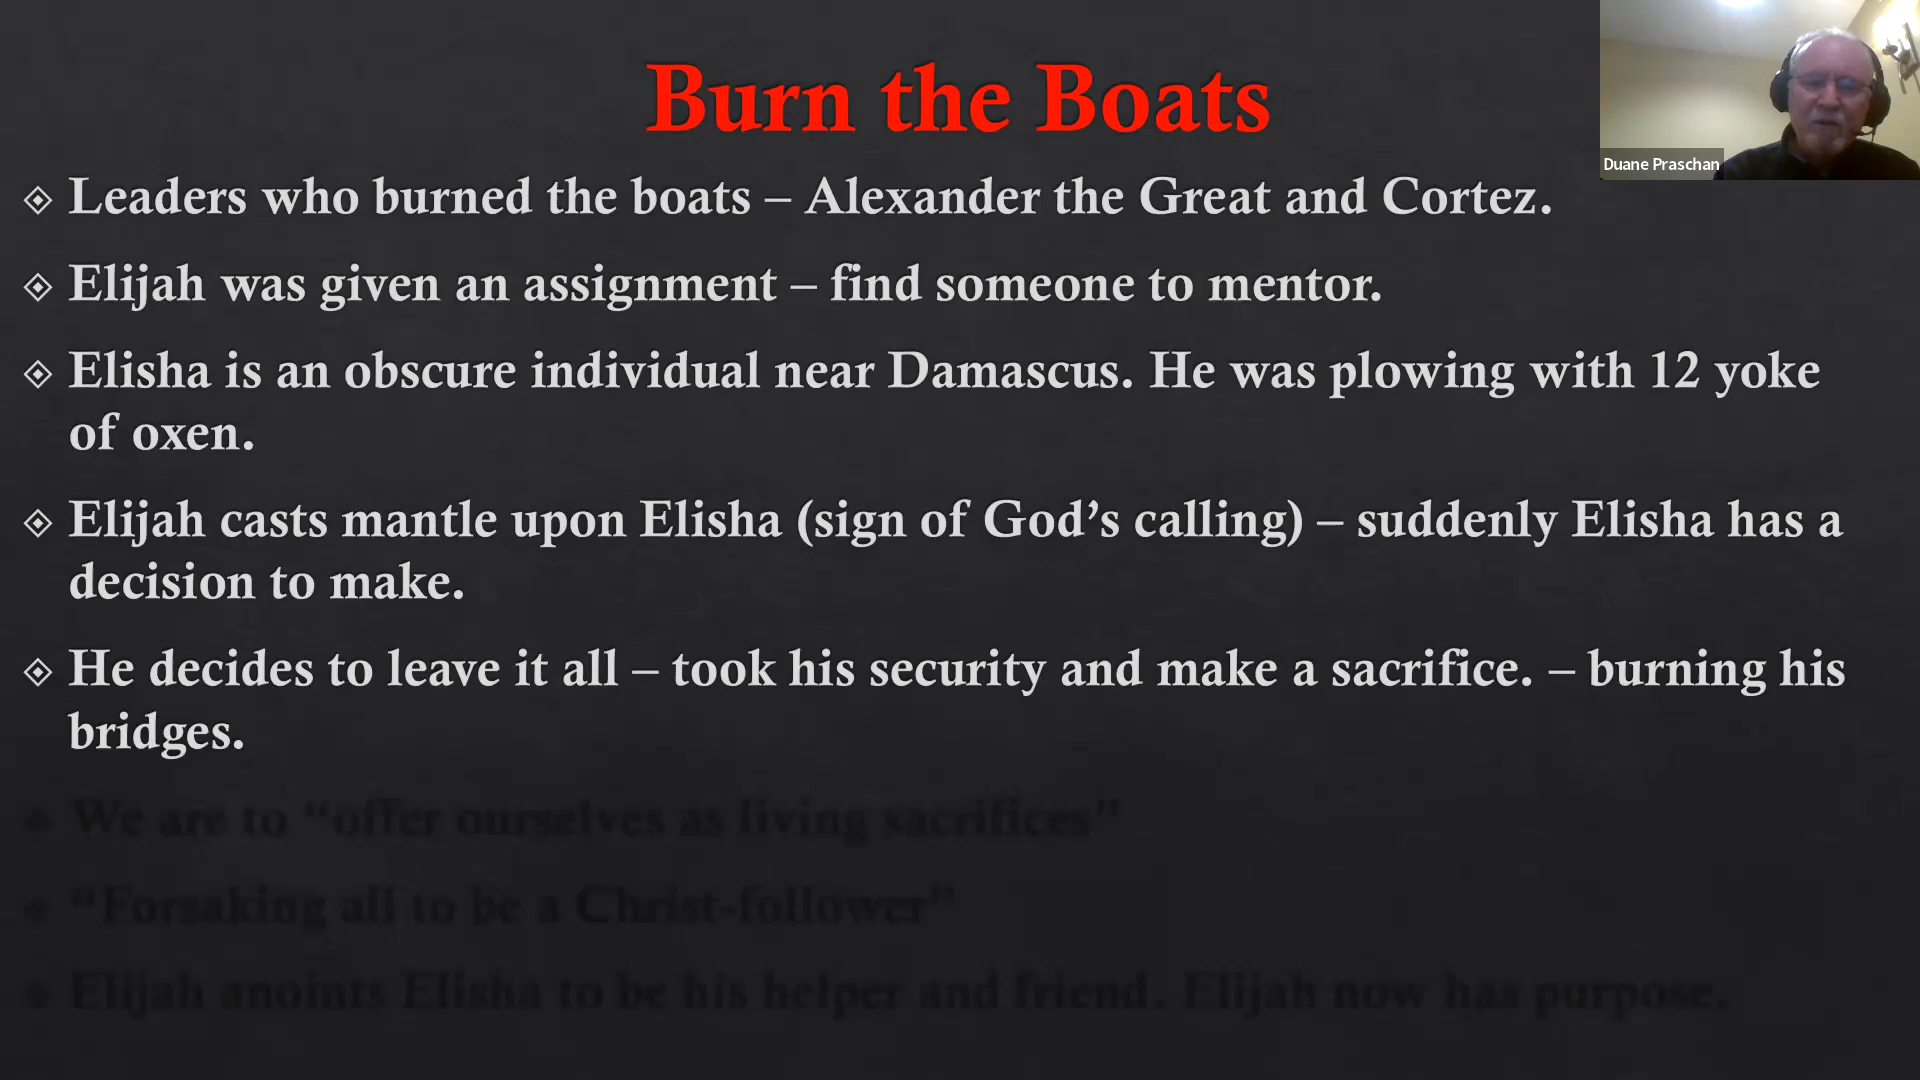 Burn the Boats
Duane Praschan
Leaders who burned the boats – Alexander the Great and Cortez.
Elijah was given an assignment – find someone to mentor.
Elisha is an obscure individual near Damascus. He was plowing with 12 yoke
of oxen.
Elijah casts mantle upon Elisha (sign of God’s calling) – suddenly Elisha has a
decision to make.
He decides to leave it all – took his security and make a sacrifice. – burning his
bridges.
We are to “offer ourselves as living sacrifices”
“Forsaking all to be a Christ-follower”
Elijah anoints Elisha to be his helper and friend. Elijah now has purpose.